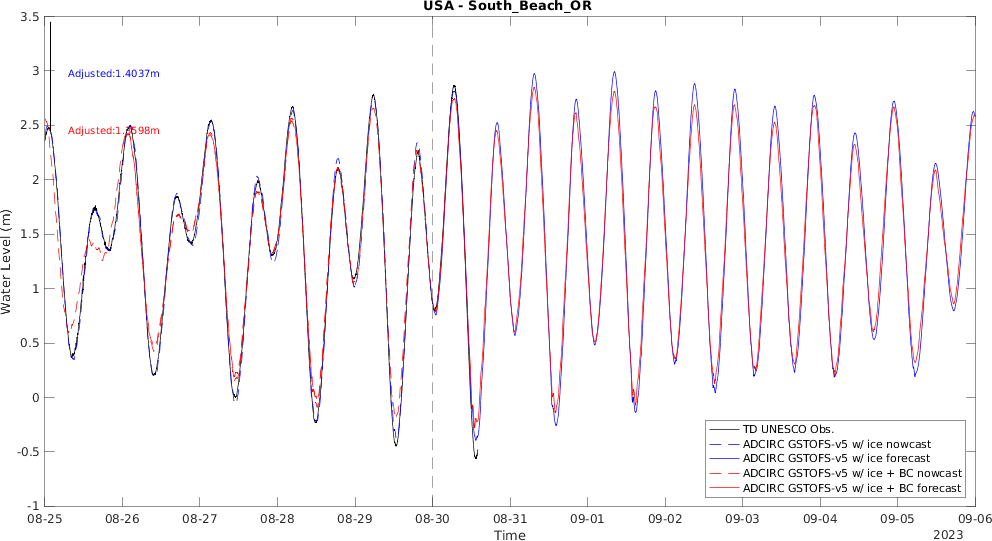 USA - South_Beach_OR
3.5
3
2.5
2
1.5
1
0.5
0
-0.5
-1
Water Level (m)
Adjusted:1.4037m
TD UNESCO Obs.
ADCIRC GSTOFS-v5 w/ ice nowcast
ADCIRC GSTOFS-v5 w/ ice forecast
ADCIRC GSTOFS-v5 w/ ice + BC nowcast
ADCIRC GSTOFS-v5 w/ ice + BC forecast
08-25 08-26 08-27 08-28 08-29 08-30 08-31 09-01 09-02 09-03 09-04 09-05 09-06
Time
2023